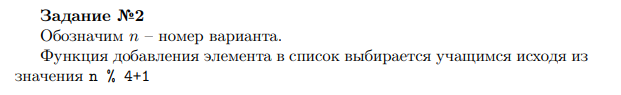 Задание №2
Обозначим n – номер варианта.
Функция добавления элемента в список выбирается учащимся исходя из
значения n % 4+1